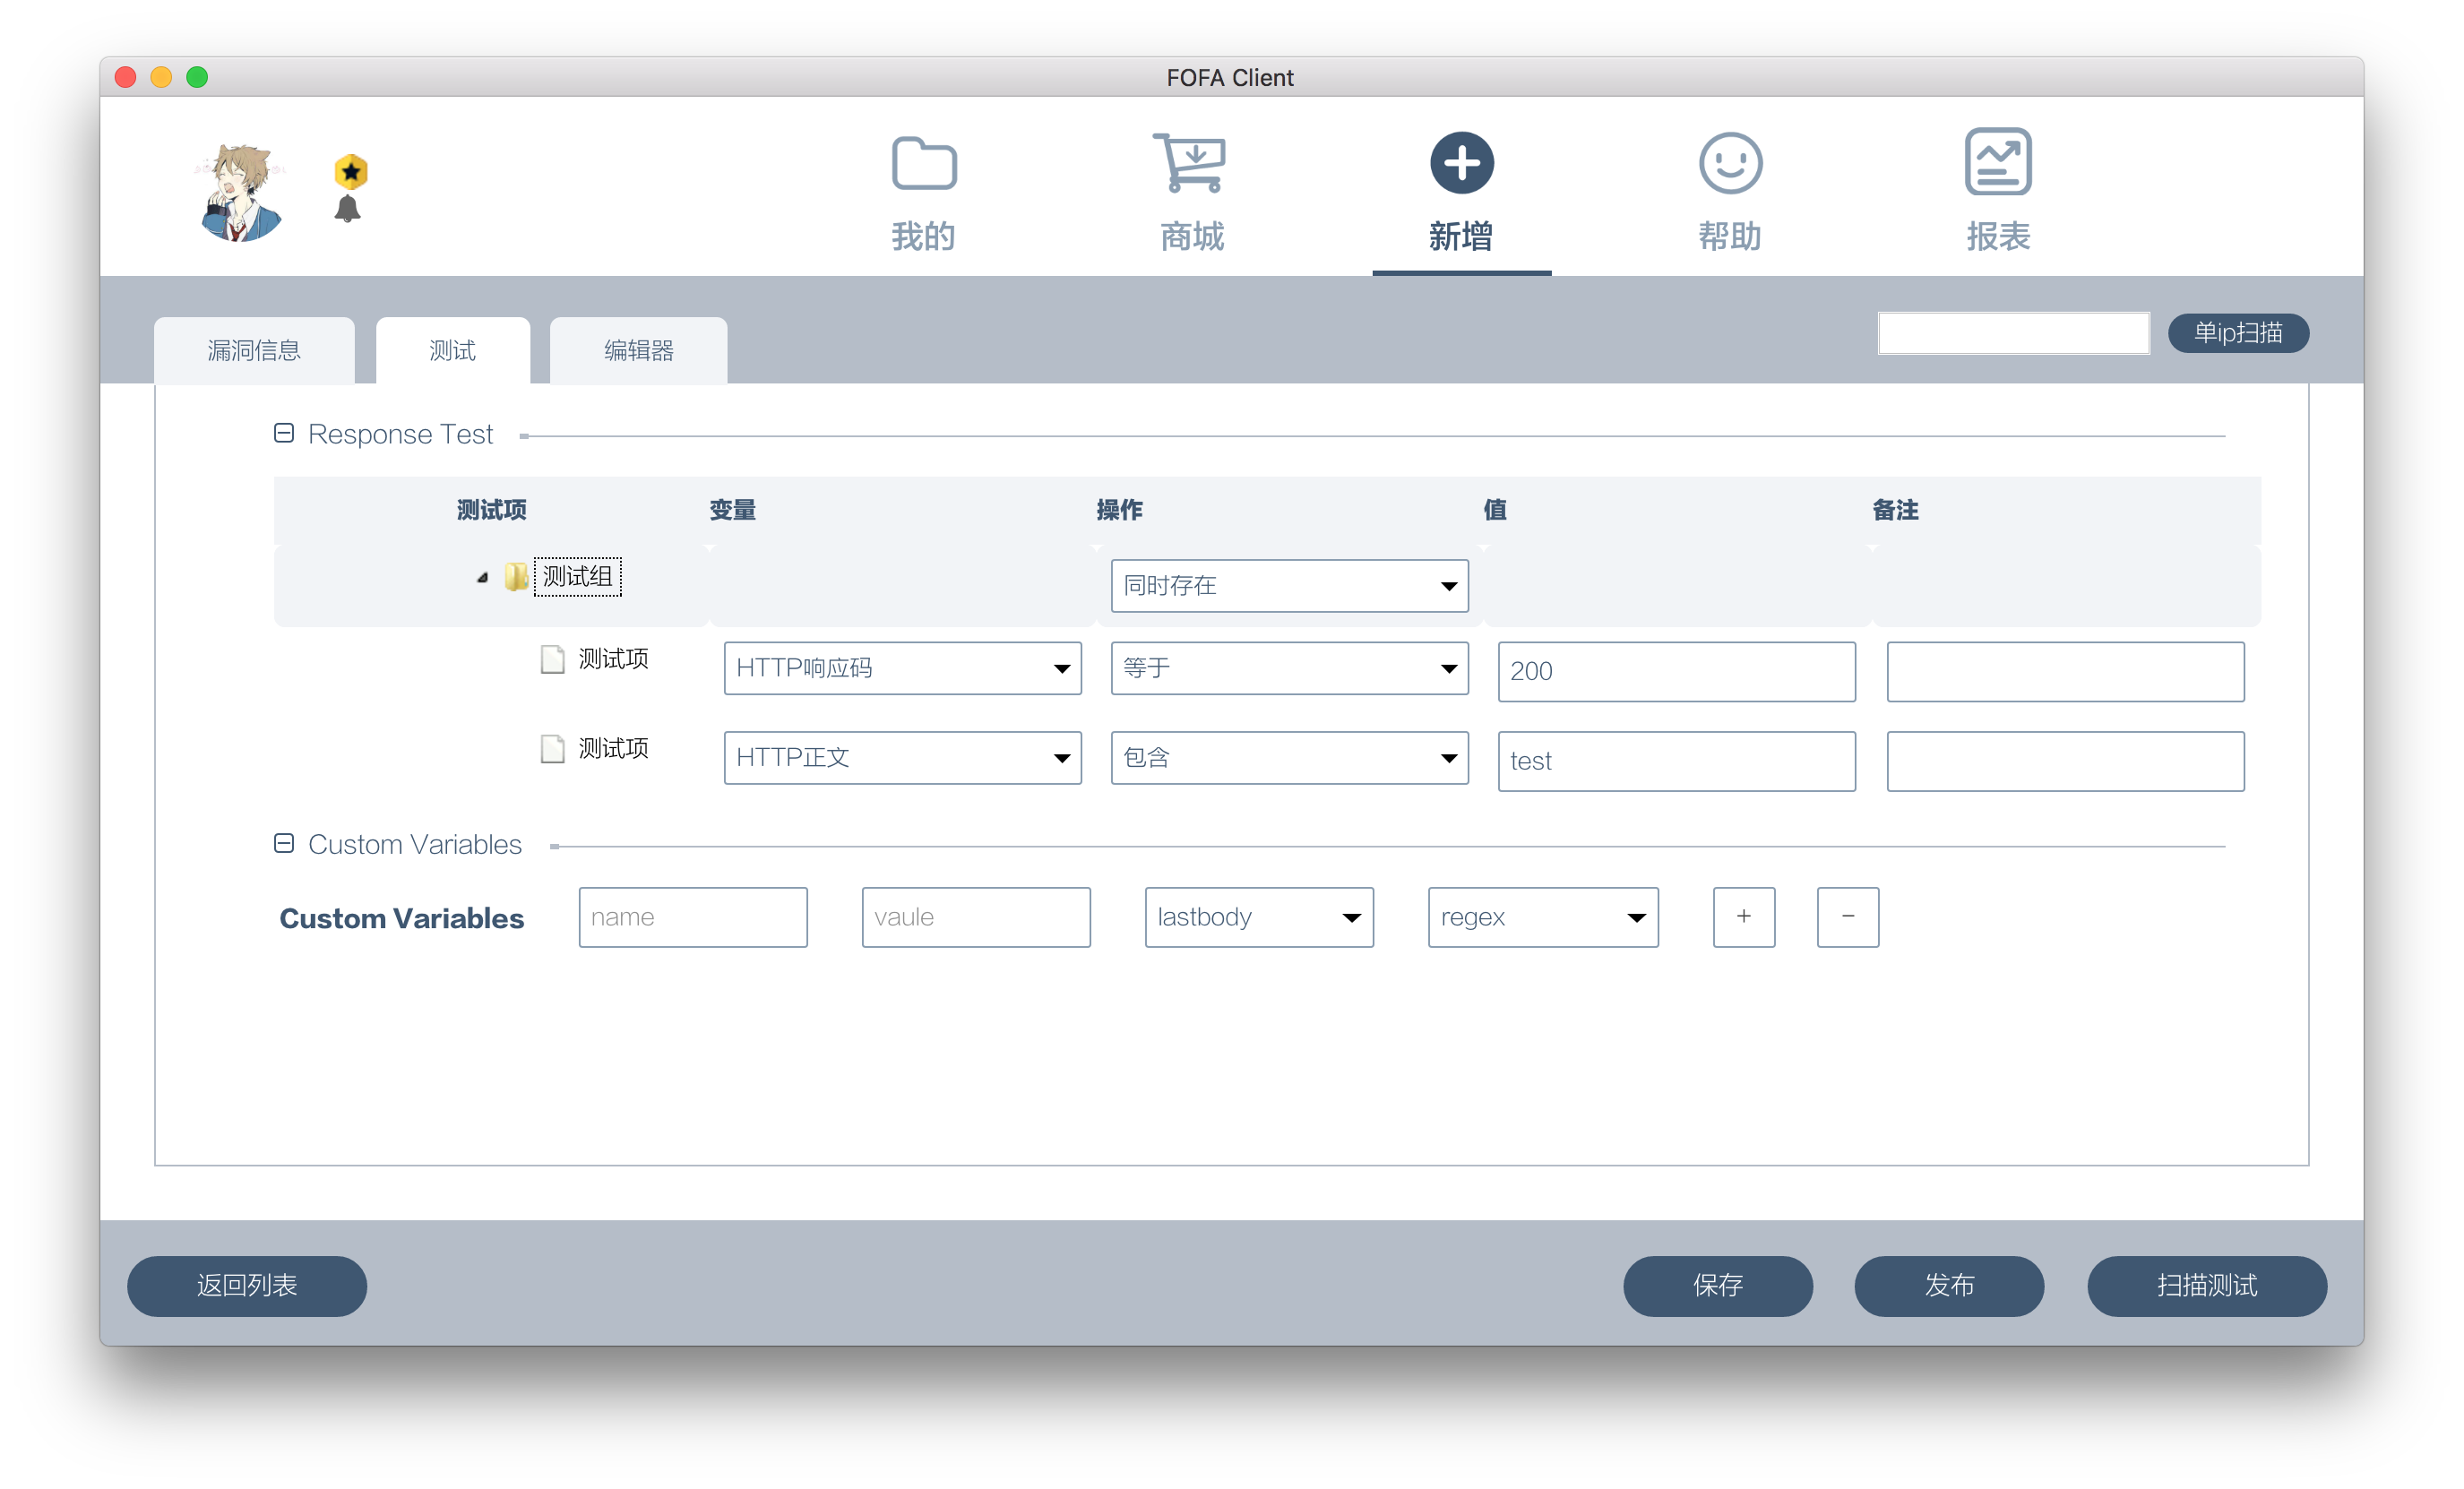 FOFA Client
我的 商城 新增 帮助 报表
漏洞信息 测试 编辑器 单ip扫描
Response Test
测试项 变量 操作 值 备注
测试组 同时存在
测试项 HTTP响应码 等于 200
测试项 HTTP正文 包含 test
Custom Variables
Custom Variables name vaule lastbody regex + -
返回列表 保存 发布 扫描测试